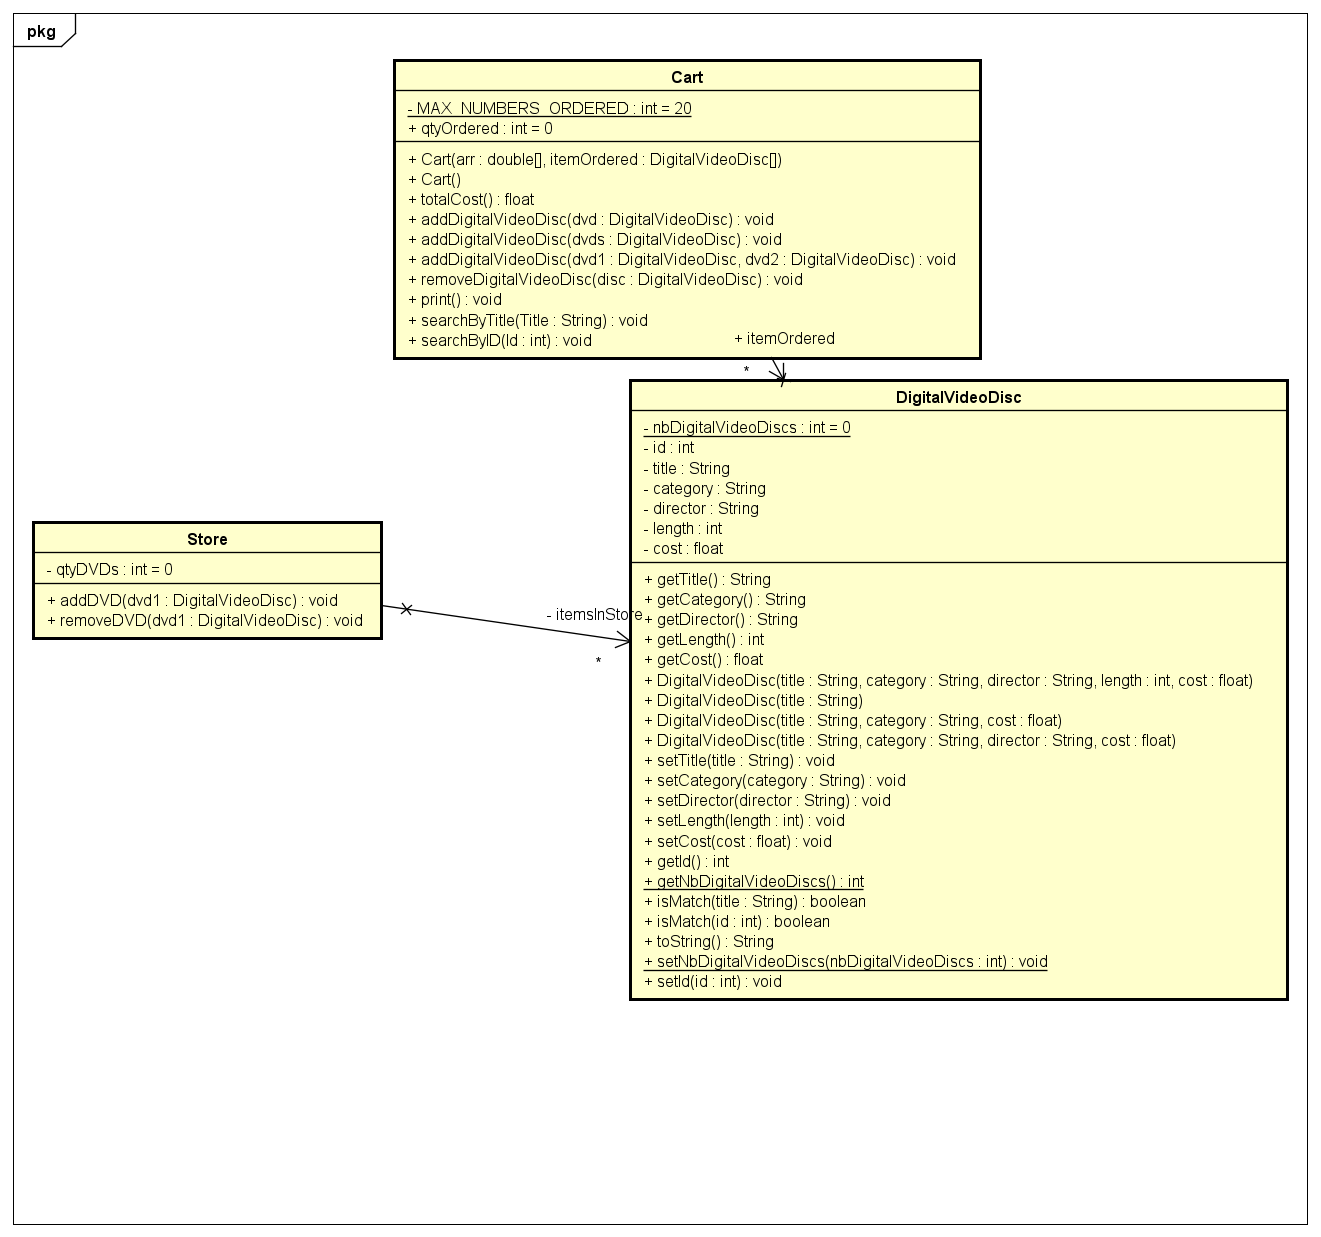 pkg
Cart
- MAX_NUMBERS_ORDERED : int = 20
+ qtyOrdered : int = 0
+ Cart(arr : double[], itemOrdered : DigitalVideoDisc[])
+ Cart()
+ totalCost() : float
+ addDigitalVideoDisc(dvd : DigitalVideoDisc) : void
+ addDigitalVideoDisc(dvds : DigitalVideoDisc) : void
+ addDigitalVideoDisc(dvd1 : DigitalVideoDisc, dvd2 : DigitalVideoDisc) : void
+ removeDigitalVideoDisc(disc : DigitalVideoDisc) : void
+ print() : void
+ searchByTitle(Title : String) : void
+ searchByID(Id : int) : void
+ itemOrdered
*
DigitalVideoDisc
- nbDigitalVideoDiscs : int = 0
- id : int
- title : String
- category : String
- director : String
- length : int
- cost : float
+ getTitle() : String
+ getCategory() : String
+ getDirector() : String
+ getLength() : int
+ getCost() : float
+ DigitalVideoDisc(title : String, category : String, director : String, length : int, cost : float)
+ DigitalVideoDisc(title : String)
+ DigitalVideoDisc(title : String, category : String, cost : float)
+ DigitalVideoDisc(title : String, category : String, director : String, cost : float)
+ setTitle(title : String) : void
+ setCategory(category : String) : void
+ setDirector(director : String) : void
+ setLength(length : int) : void
+ setCost(cost : float) : void
+ getId() : int
+ getNbDigitalVideoDiscs() : int
+ isMatch(title : String) : boolean
+ isMatch(id : int) : boolean
+ toString() : String
+ setNbDigitalVideoDiscs(nbDigitalVideoDiscs : int) : void
+ setId(id : int) : void
Store
- qtyDVDs : int = 0
+ addDVD(dvd1 : DigitalVideoDisc) : void
+ removeDVD(dvd1 : DigitalVideoDisc) : void
- itemsInStore
*